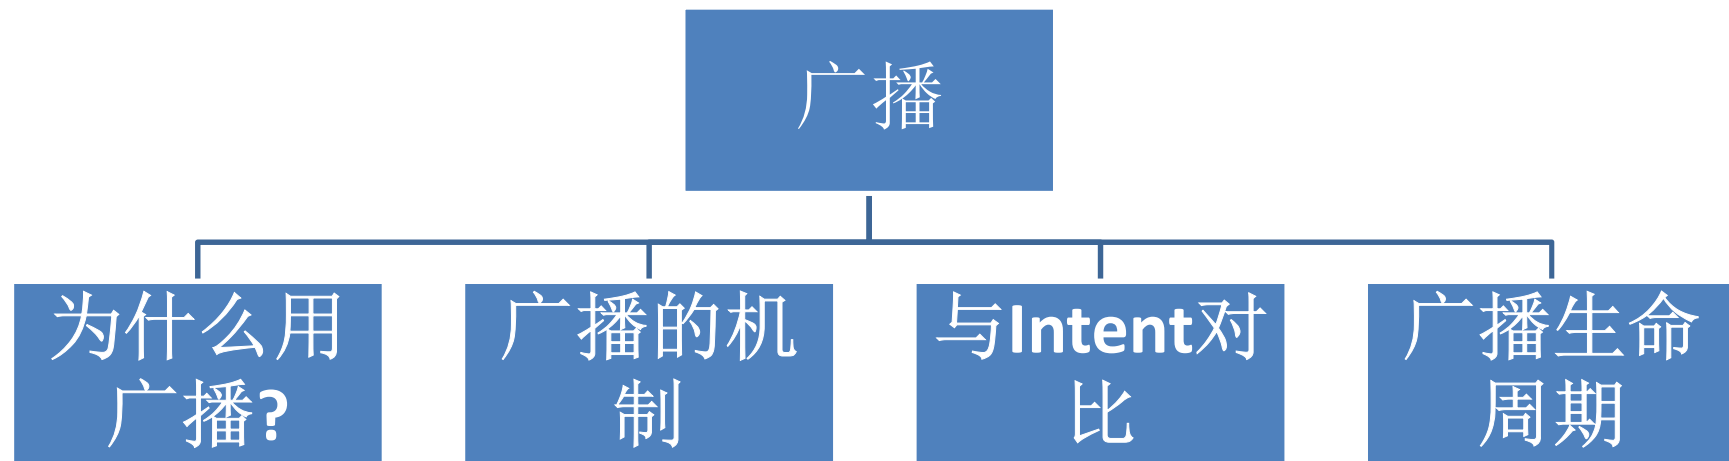 广播
为什么用
广播?
广播的机
制
与Intent对
比
广播生命
周期